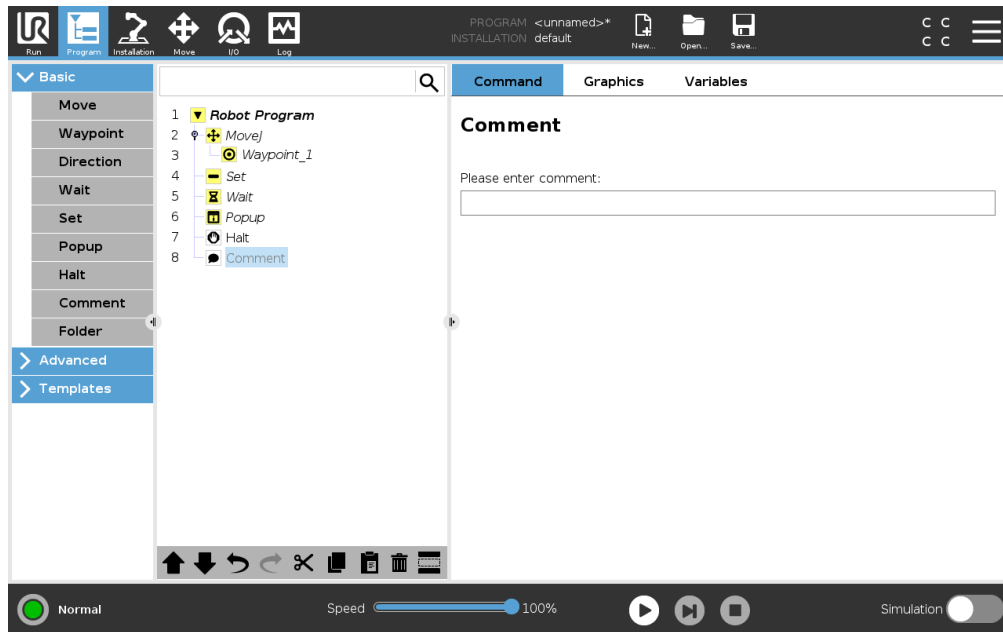 UR
Run
Program
Installation
Move
I/O
Log
PROGRAM <unnamed>*
INSTALLATION default
New...
Open...
Save...
C C
C C
Basic
Move
Waypoint
Direction
Wait
Set
Popup
Halt
Comment
Folder
Advanced
Templates
1 Robot Program
2 MoveJ
3 Waypoint_1
4 Set
5 Wait
6 Popup
7 Halt
8 Comment
Command Graphics Variables
Comment
Please enter comment:
Normal
Speed 100%
Simulation